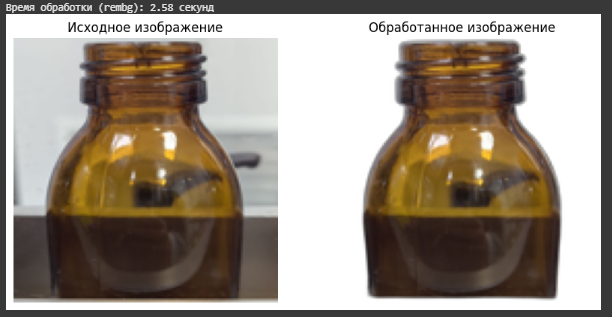 Время обработки (rembg): 2.58 секунд
Исходное изображение
Обработанное изображение